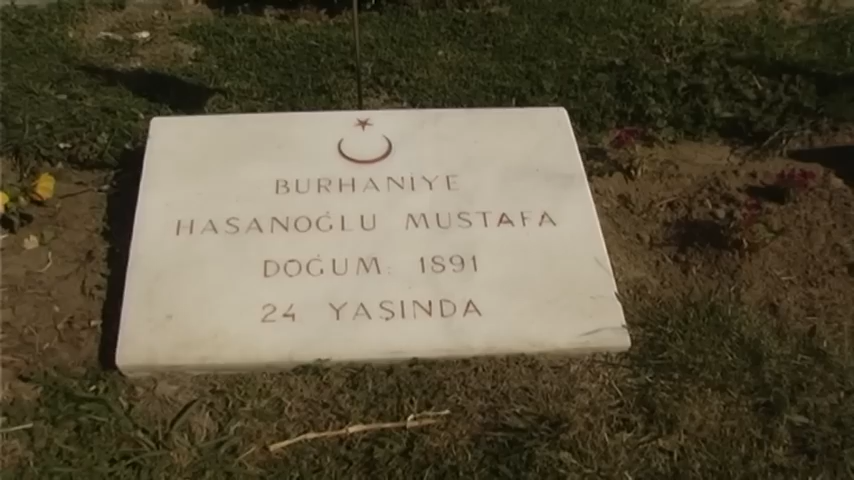 BURHANİYE
HASANOĞLU MUSTAFA
DOĞUM: 1891
24 YAŞINDA